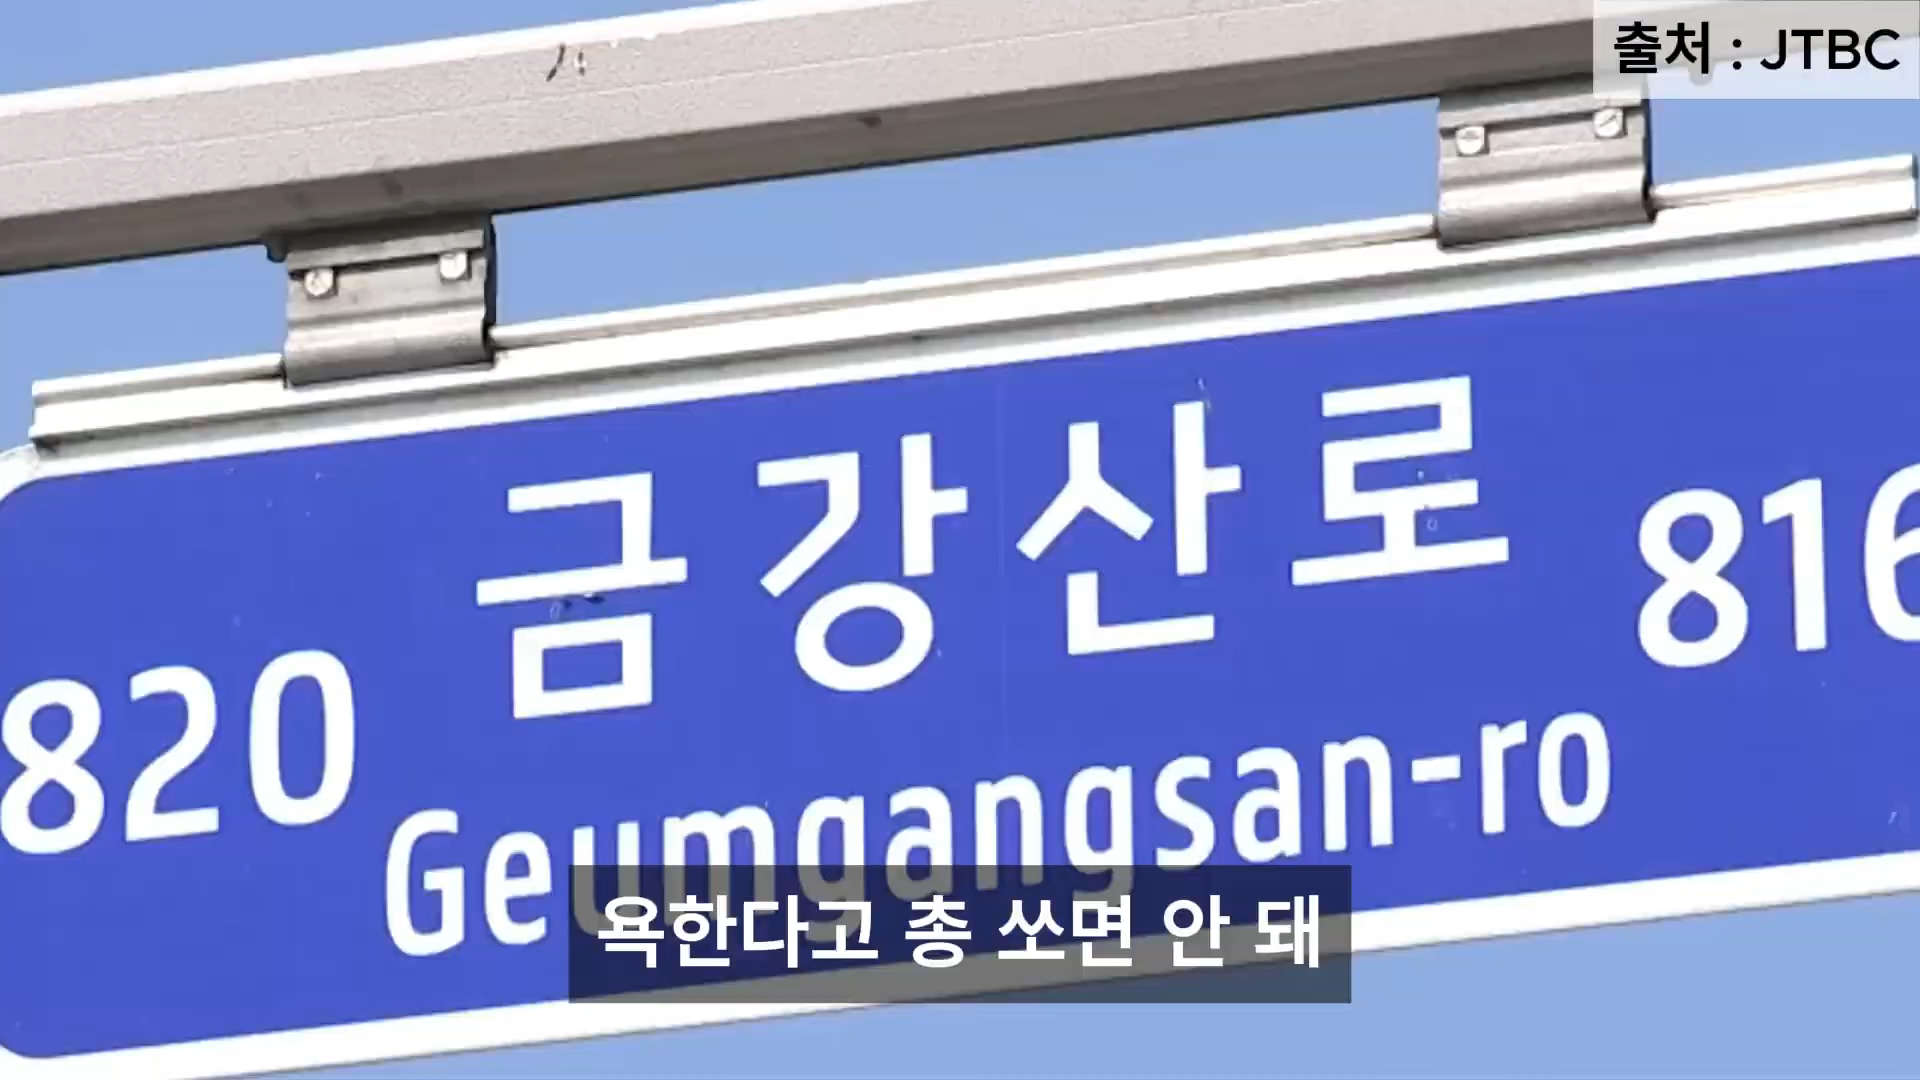 출처 : JTBC
금강산로
820
816
Geumgangsan-ro
욕한다고 총 쏘면 안 돼